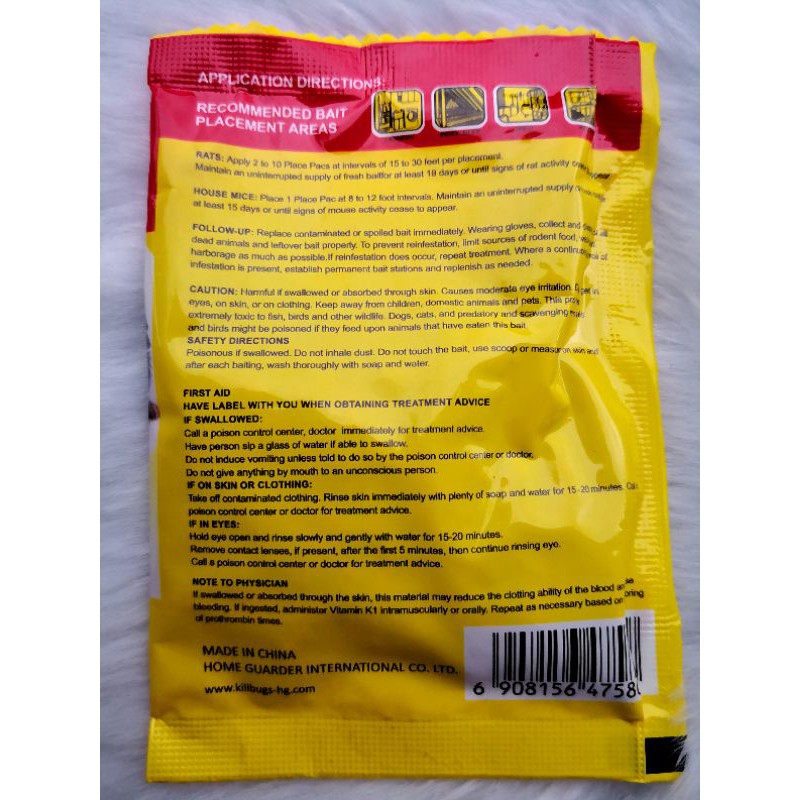 APPLICATION DIRECTIONS:
RECOMMENDED BAIT
PLACEMENT AREAS
RATS: Apply 2 to 10 Place Pacs at intervals of 15 to 30 feet per placement.
Maintain an uninterrupted supply of fresh baitfor at least 18 days or until signs of rat activity
HOUSE MICE: Place 1 Place Pac at 8 to 12 foot intervals. Maintain an uninterrupted supply
at least 15 days or until signs of mouse activity cease to appear.
FOLLOW-UP: Replace contaminated or spoiled bait immediately. Wearing gloves, collect and
dead animals and leftover bait properly. To prevent reinfestation, limit sources of rodent food,
harborage as much as possible.If reinfestation does occur, repeat treatment. Where a of
infestation is present, establish permanent bait stations and replenish as needed.
CAUTION: Harmful if swallowed or absorbed through skin. Causes moderate eye irritation.
eyes, on skin, or on clothing. Keep away from children, domestic animals and pets. This
extremely toxic to fish, birds and other wildlife. Dogs, cats, and predatory and scavenging
and birds might be poisoned if they feed upon animals that have eaten this bait.
SAFETY DIRECTIONS
Poisonous if swallowed. Do not inhale dust. Do not touch the bait, use scoop or skin and
after each baiting, wash thoroughly with soap and water.
FIRST AID
HAVE LABEL WITH YOU WHEN OBTAINING TREATMENT ADVICE
IF SWALLOWED:
Call a poison control center, doctor immediately for treatment advice.
Have person sip a glass of water if able to swallow.
Do not induce vomiting unless told to do so by the poison control center or doctor.
Do not give anything by mouth to an unconscious person.
IF ON SKIN OR CLOTHING:
Take off contaminated clothing. Rinse skin immediately with plenty of soap and water for 15-20 minutes.
poison control center or doctor for treatment advice.
IF IN EYES:
Hold eye open and rinse slowly and gently with water for 15-20 minutes.
Remove contact lenses, if present, after the first 5 minutes, then continue rinsing eye.
Call a poison control center or doctor for treatment advice.
NOTE TO PHYSICIAN
If swallowed or absorbed through the skin, this material may reduce the clotting ability of the blood
bleeding. If ingested, administer Vitamin K1 intramuscularly or orally. Repeat as necessary based
of prothrombin times.
MADE IN CHINA
HOME GUARDER INTERNATIONAL CO. LTD.
www.killbugs-hg.com
6 908156 4758